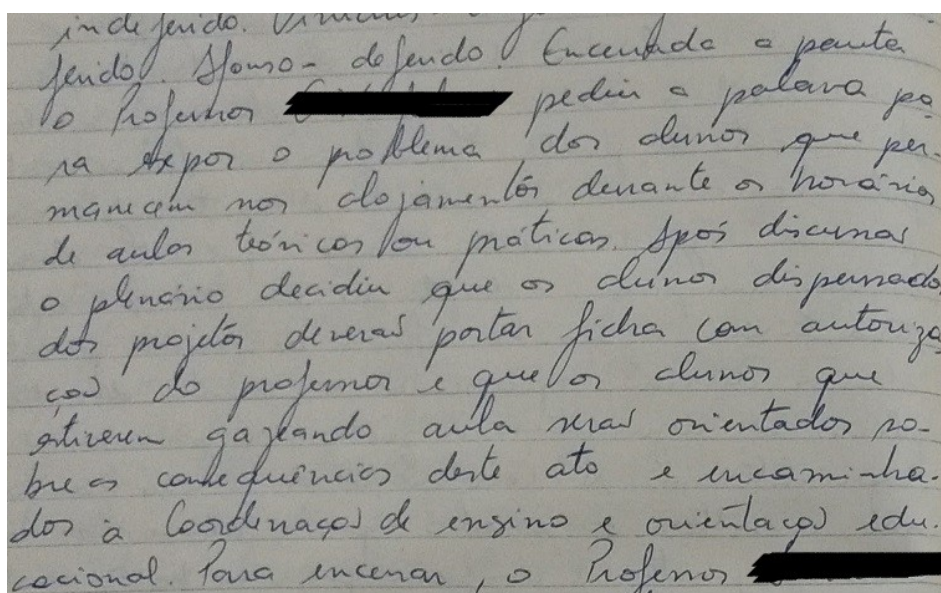 indeferido. Vinicius
ferido. Afonso - deferido. Encerrada a pauta
o Professor pediu a palavra pa-
ra expor o problema dos alunos que per-
manecem nos alojamentos durante o horário
de aulas teóricas ou práticas. Após discussão
o plenário decidiu que os alunos dispensados
dos projetos deverão portar ficha com autoriza-
ção do professor e que os alunos que
estiverem gazeando aula serão orientados so-
bre as consequências deste ato e encaminha-
dos à Coordenação de ensino e orientação edu-
cacional. Para encerrar, o Professor